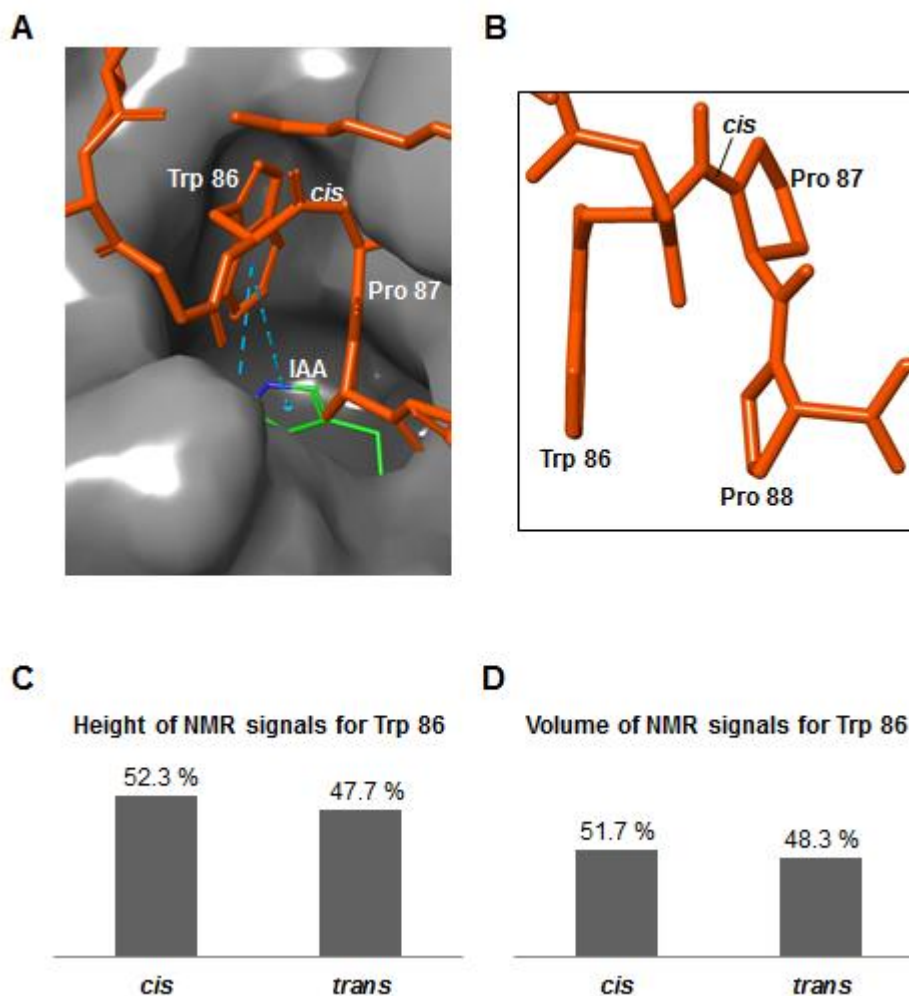 A
B
Trp 86
cis
Pro 87
IAA
cis
Pro 87
Trp 86
Pro 88
C
D
Height of NMR signals for Trp 86
52.3 %
47.7 %
cis
trans
Volume of NMR signals for Trp 86
51.7 %
48.3 %
cis
trans